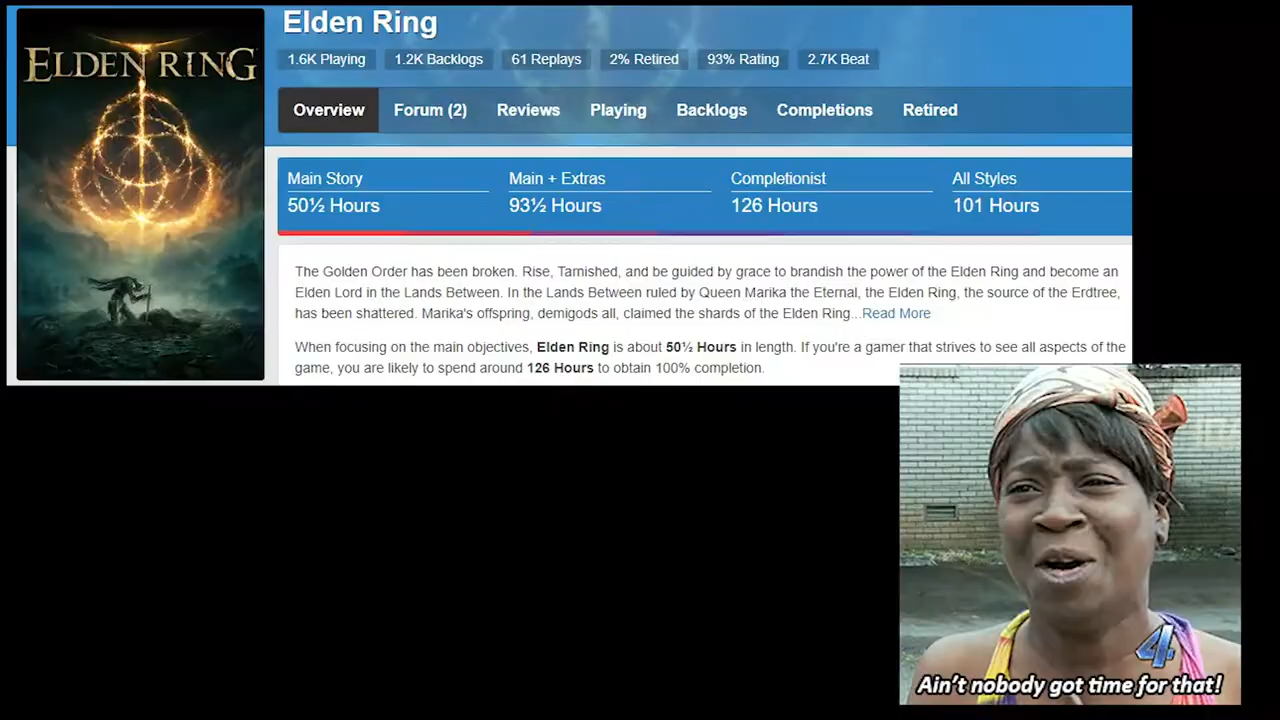 ELDEN RING
Elden Ring
1.6K Playing 1.2K Backlogs 61 Replays 2% Retired 93% Rating 2.7K Beat
Overview Forum (2) Reviews Playing Backlogs Completions Retired
Main Story Main + Extras Completionist All Styles
50½ Hours 93½ Hours 126 Hours 101 Hours
The Golden Order has been broken. Rise, Tarnished, and be guided by grace to brandish the power of the Elden Ring and become an
Elden Lord in the Lands Between. In the Lands Between ruled by Queen Marika the Eternal, the Elden Ring, the source of the Erdtree,
has been shattered. Marika's offspring, demigods all, claimed the shards of the Elden Ring...Read More
When focusing on the main objectives, Elden Ring is about 50½ Hours in length. If you're a gamer that strives to see all aspects of the
game, you are likely to spend around 126 Hours to obtain 100% completion.
4
Ain't nobody got time for that!